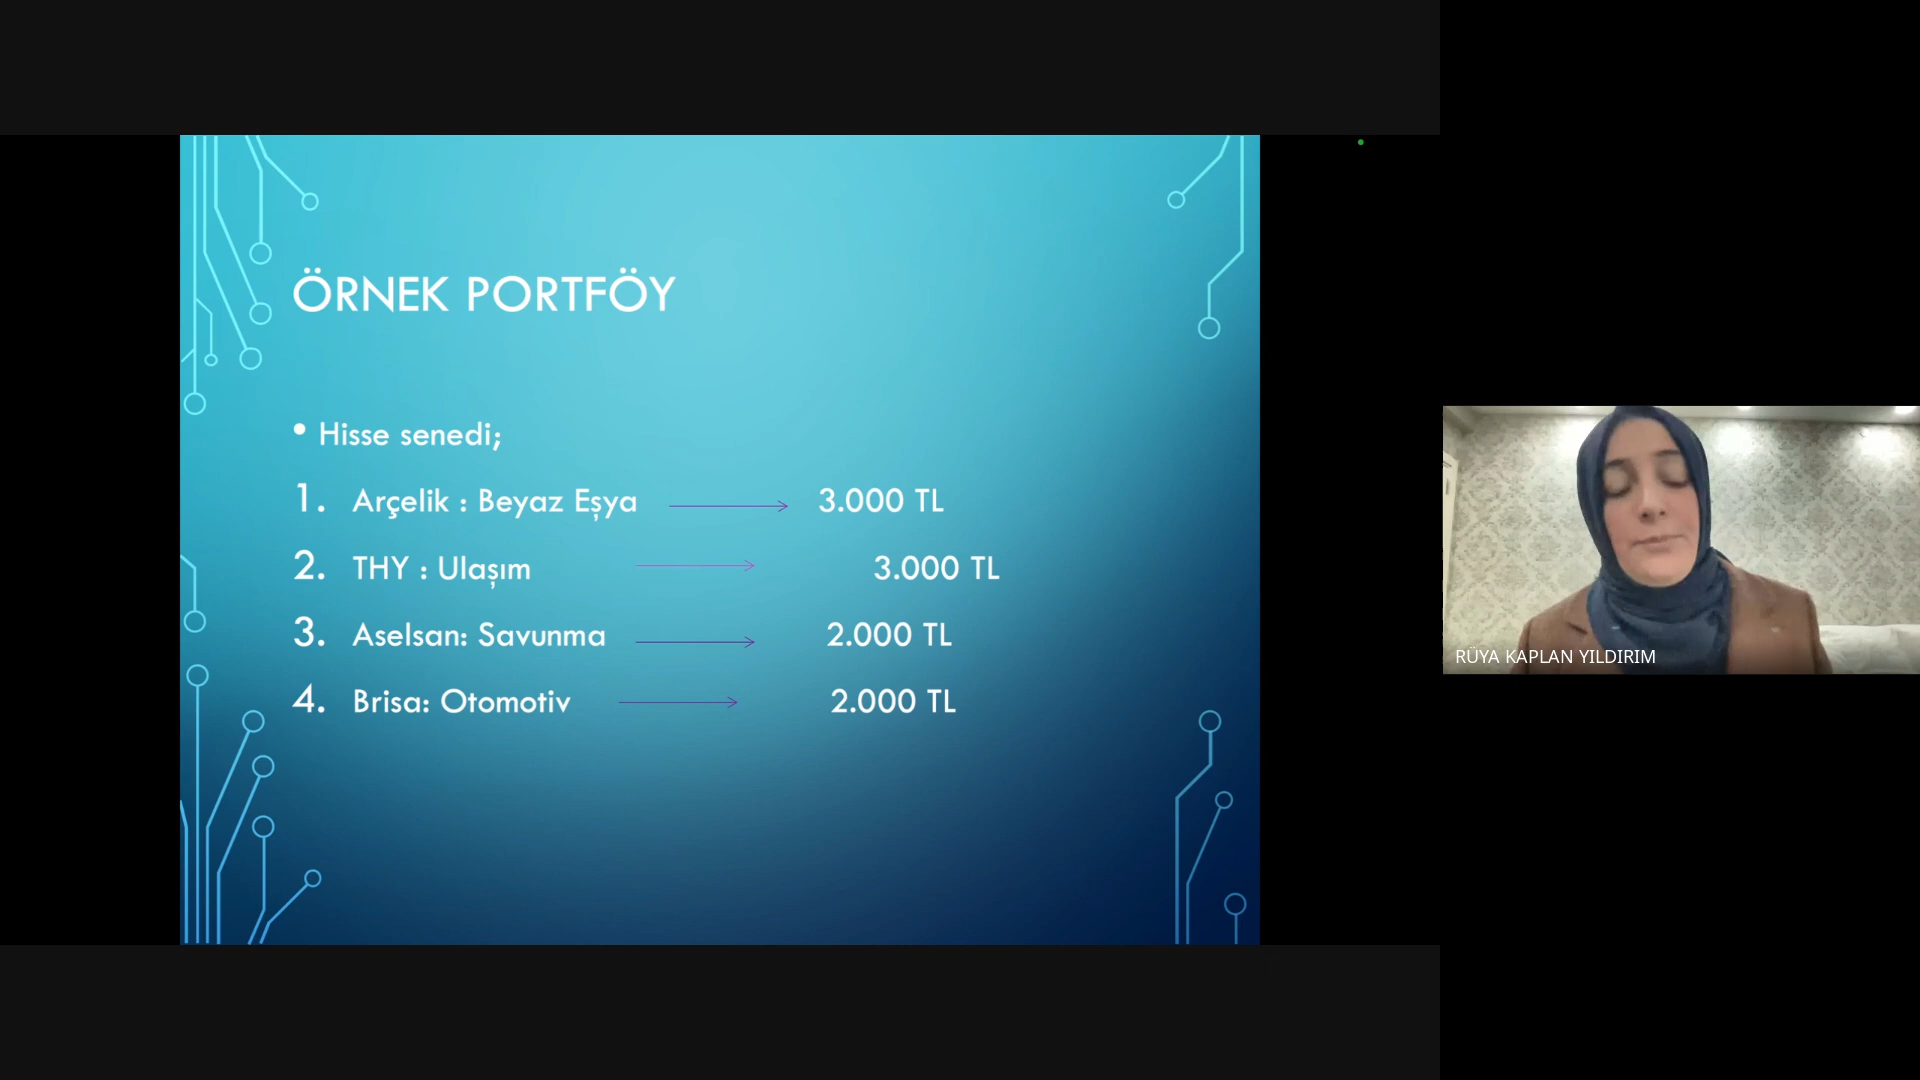 ÖRNEK PORTFÖY
• Hisse senedi;
1. Arçelik : Beyaz Eşya 3.000 TL
2. THY : Ulaşım 3.000 TL
3. Aselsan: Savunma 2.000 TL
4. Brisa: Otomotiv 2.000 TL
RÜYA KAPLAN YILDIRIM